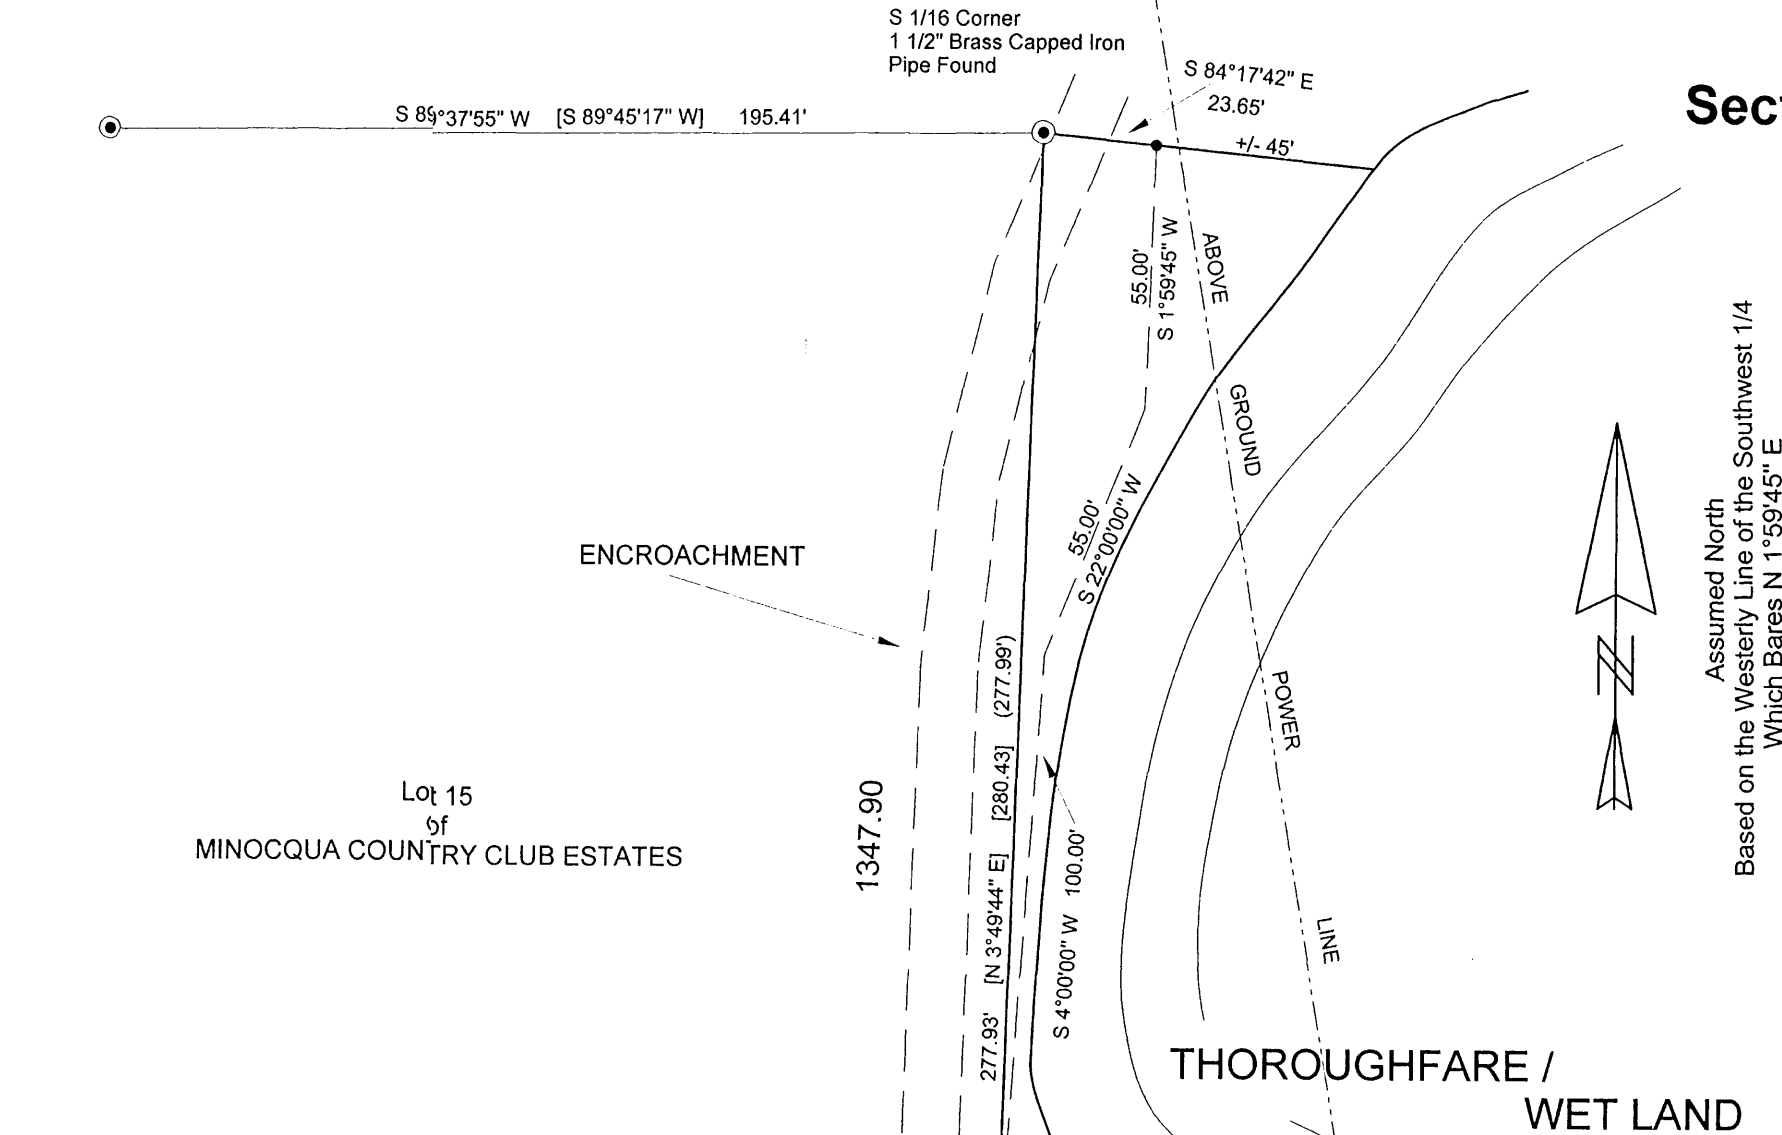 S 1/16 Corner
1 1/2" Brass Capped Iron
Pipe Found
S 84°17'42" E
23.65'
+/- 45'
S 89°37'55" W [S 89°45'17" W] 195.41'
55.00'
S 1°59'45" W
ABOVE
GROUND
POWER
LINE
55.00'
S 22°00'00" W
ENCROACHMENT
277.93' [N 3°49'44" E] [280.43] (277.99')
1347.90
S 4°00'00" W 100.00'
Lot 15
of
MINOCQUA COUNTRY CLUB ESTATES
N
Assumed North
Based on the Westerly Line of the Southwest 1/4
Which Bares N 1°59'45" E
THOROUGHFARE /
WET LAND